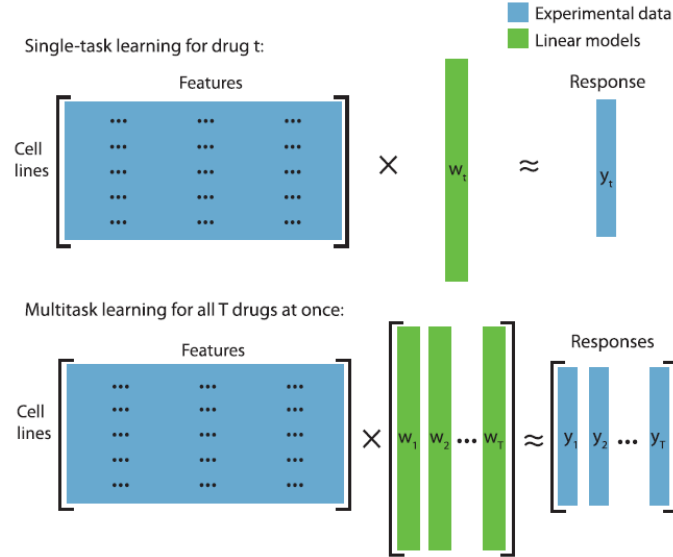 Experimental data
Linear models
Single-task learning for drug t:
Features
Response
Cell
lines
... ... ...
... ... ...
... ... ...
... ... ...
... ... ...
×
w_t
≈
y_t
Multitask learning for all T drugs at once:
Features
Responses
Cell
lines
... ... ...
... ... ...
... ... ...
... ... ...
... ... ...
×
w_1 w_2 ... w_T
≈
y_1 y_2 ... y_T